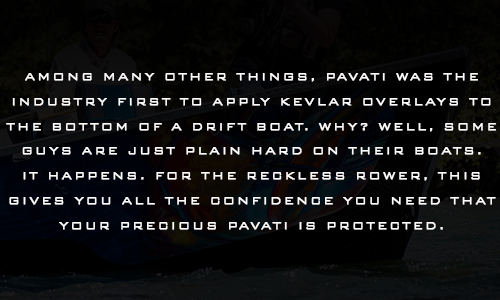 AMONG MANY OTHER THINGS, PAVATI WAS THE
INDUSTRY FIRST TO APPLY KEVLAR OVERLAYS TO
THE BOTTOM OF A DRIFT BOAT. WHY? WELL, SOME
GUYS ARE JUST PLAIN HARD ON THEIR BOATS.
IT HAPPENS. FOR THE RECKLESS ROWER, THIS
GIVES YOU ALL THE CONFIDENCE YOU NEED THAT
YOUR PRECIOUS PAVATI IS PROTECTED.